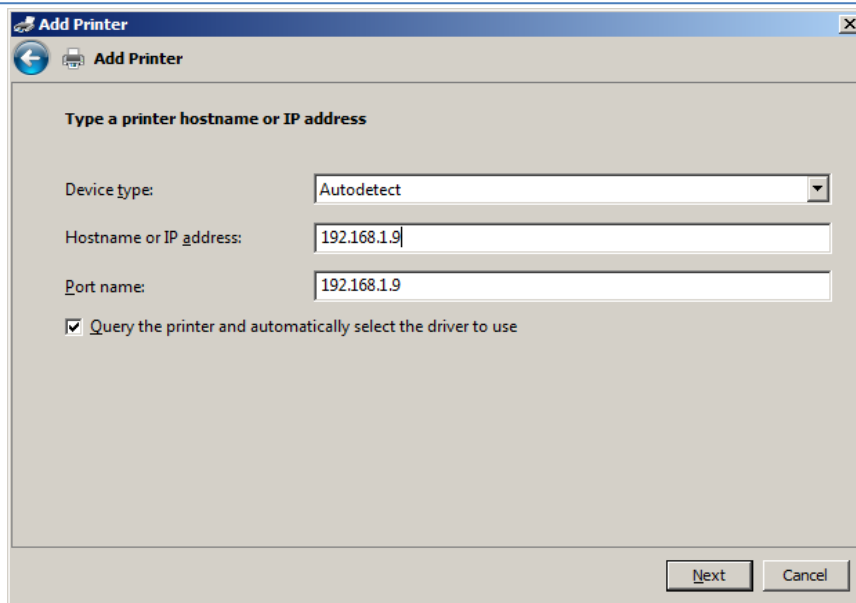 Add Printer
Add Printer
Type a printer hostname or IP address
Device type: Autodetect
Hostname or IP address: 192.168.1.9
Port name: 192.168.1.9
Query the printer and automatically select the driver to use
Next Cancel